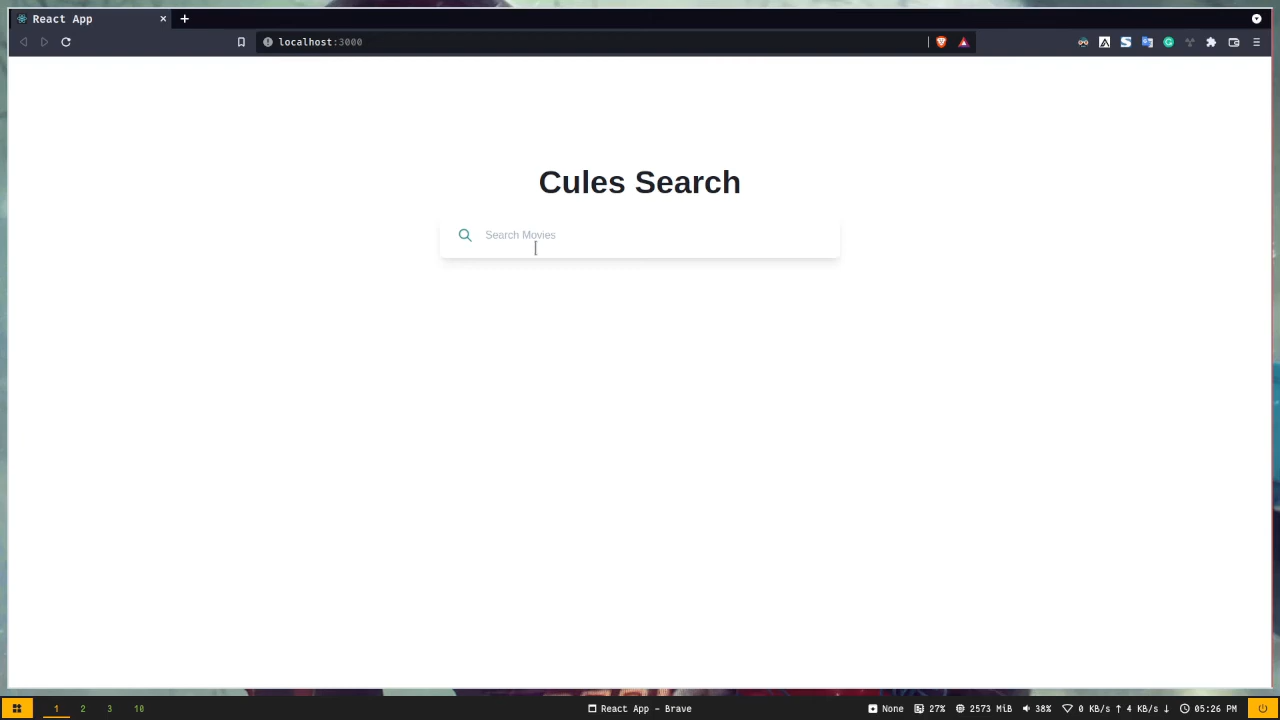 React App
localhost:3000
Cules Search
Search Movies
1 2 3 10
React App - Brave
None 27% 2573 MiB 38% 0 KB/s ↑ 4 KB/s ↓ 05:26 PM